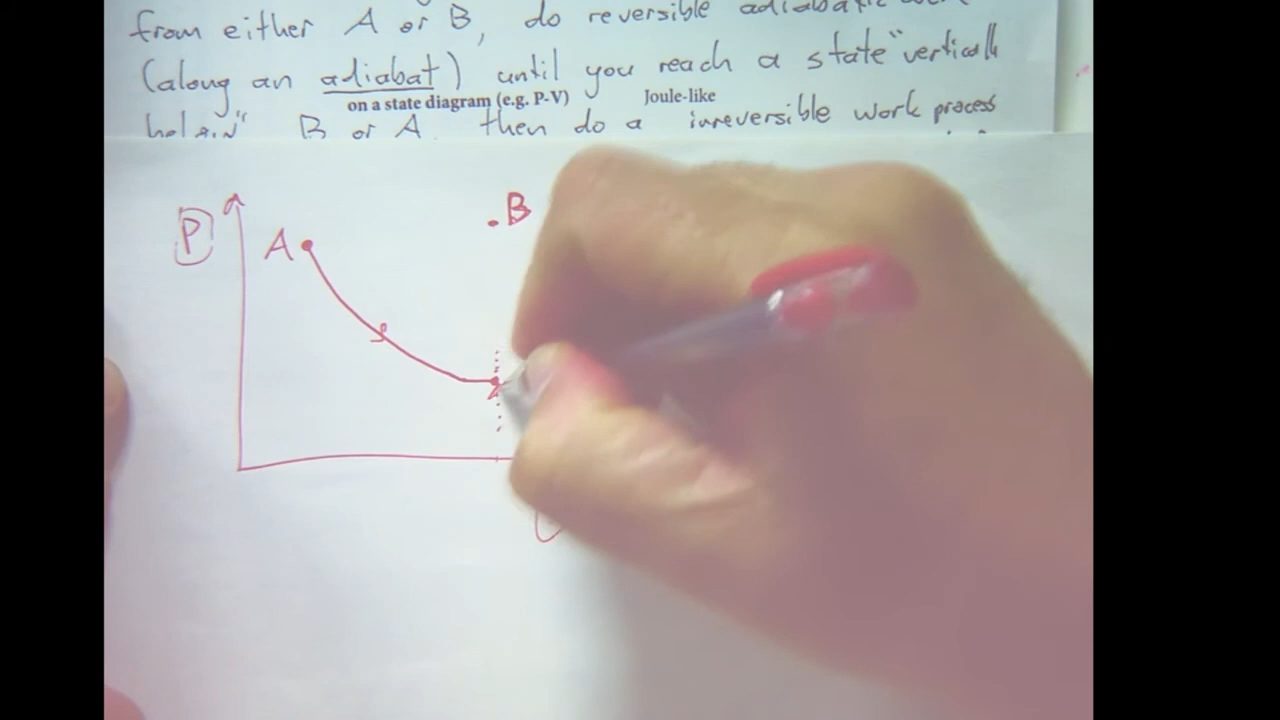 from either A or B, do reversible adiabatic
(along an adiabat) until you reach a state "vertically
on a state diagram (e.g. P-V) Joule-like
B or A then do a irreversible work process
P A B